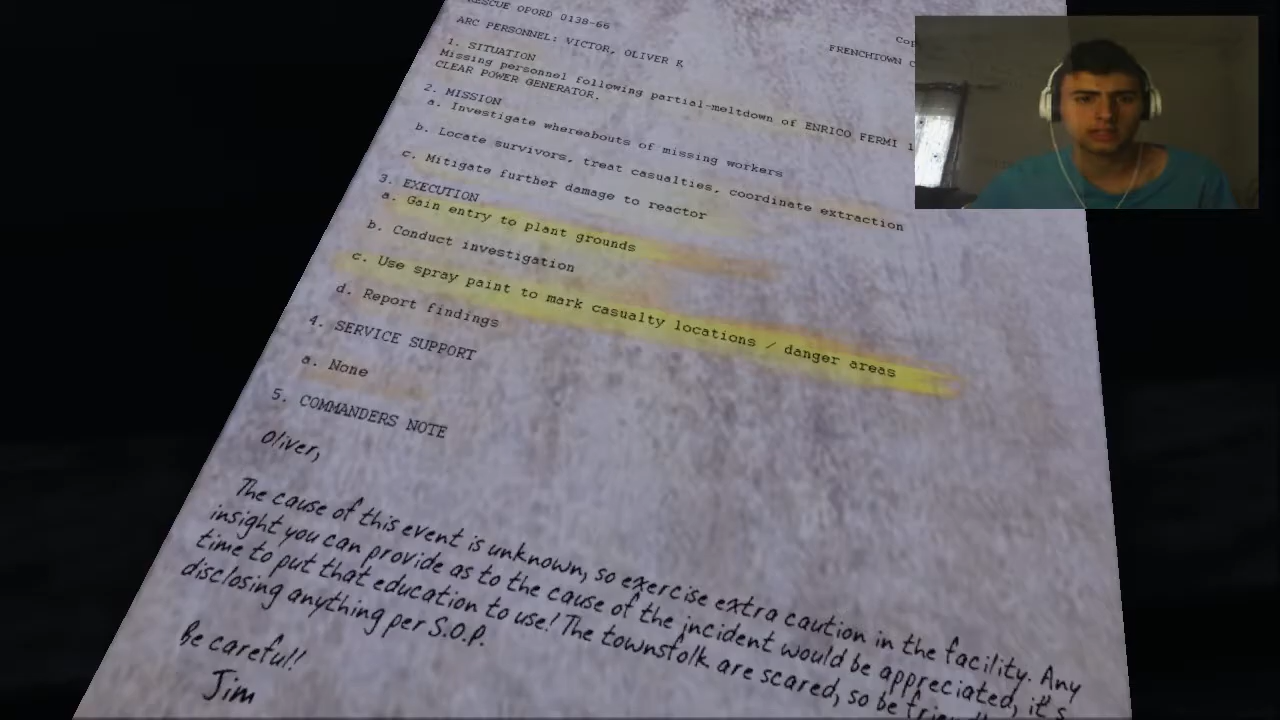 RESCUE OPORD 0138-66
ARC PERSONNEL: VICTOR, OLIVER K
FRENCHTOWN
1. SITUATION
Missing personnel following partial-meltdown of ENRICO FERMI 1
CLEAR POWER GENERATOR.
2. MISSION
a. Investigate whereabouts of missing workers
b. Locate survivors, treat casualties, coordinate extraction
c. Mitigate further damage to reactor
3. EXECUTION
a. Gain entry to plant grounds
b. Conduct investigation
c. Use spray paint to mark casualty locations / danger areas
d. Report findings
4. SERVICE SUPPORT
a. None
5. COMMANDERS NOTE
Oliver,
The cause of this event is unknown, so exercise extra caution in the facility. Any
insight you can provide as to the cause of the incident would be appreciated, it's
time to put that education to use! The townsfolk are scared, so be
disclosing anything per S.O.P.
Be careful!
Jim